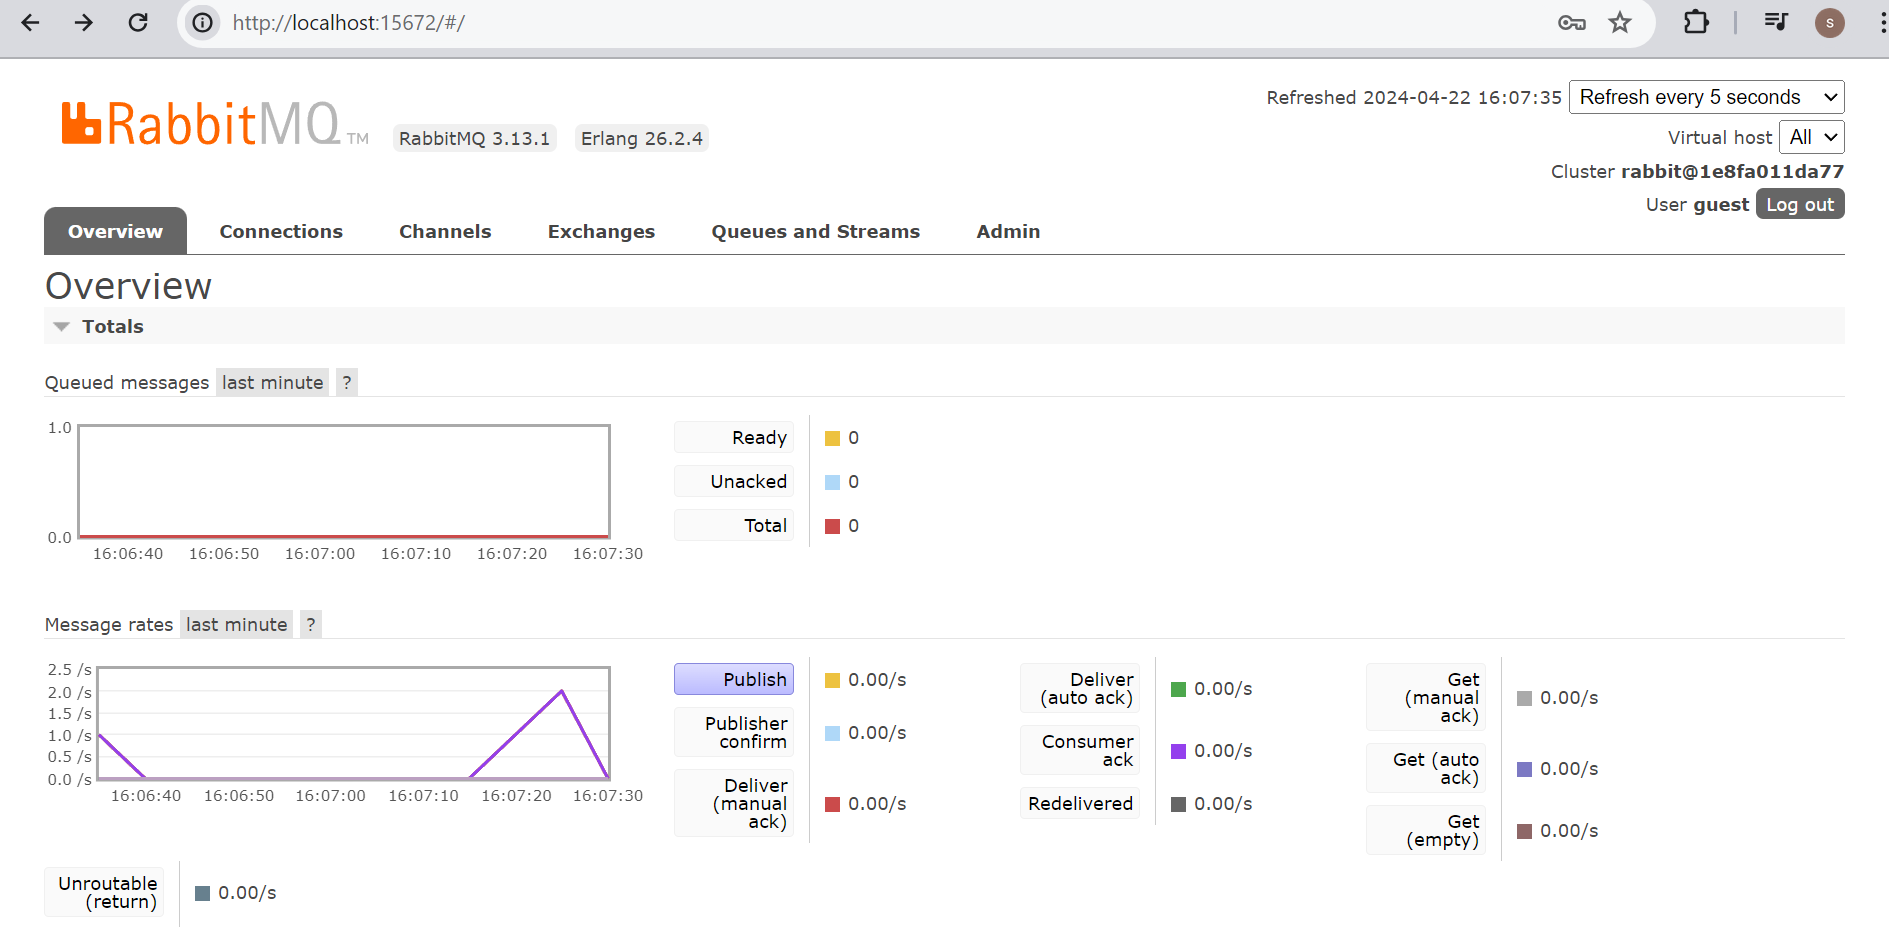 http://localhost:15672/#/
S
RabbitMQ TM
RabbitMQ 3.13.1
Erlang 26.2.4
Refreshed 2024-04-22 16:07:35
Refresh every 5 seconds
Virtual host
All
Cluster rabbit@1e8fa011da77
User guest
Log out
Overview
Connections
Channels
Exchanges
Queues and Streams
Admin
Overview
Totals
Queued messages
last minute
?
1.0
0.0
16:06:40
16:06:50
16:07:00
16:07:10
16:07:20
16:07:30
Ready
0
Unacked
0
Total
0
Message rates
last minute
?
2.5 /s
2.0 /s
1.5 /s
1.0 /s
0.5 /s
0.0 /s
16:06:40
16:06:50
16:07:00
16:07:10
16:07:20
16:07:30
Publish
0.00/s
Publisher
confirm
0.00/s
Deliver
(manual
ack)
0.00/s
Deliver
(auto ack)
0.00/s
Consumer
ack
0.00/s
Redelivered
0.00/s
Get
(manual
ack)
0.00/s
Get (auto
ack)
0.00/s
Get
(empty)
0.00/s
Unroutable
(return)
0.00/s